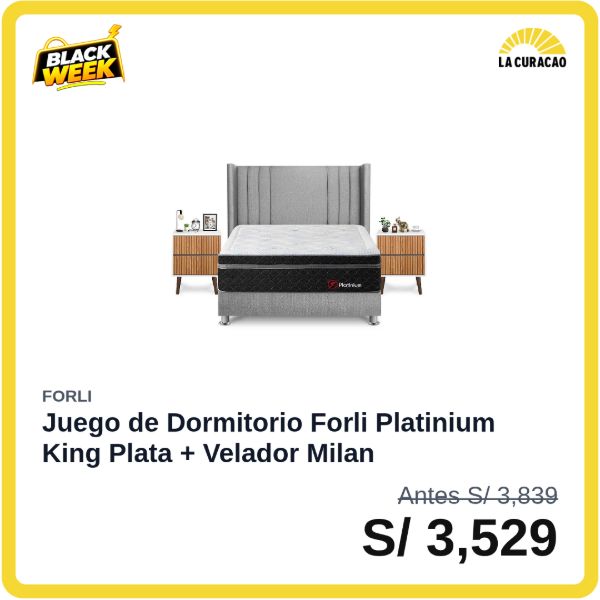 BLACK
WEEK
LA CURACAO
Platinium
FORLI
Juego de Dormitorio Forli Platinium
King Plata + Velador Milan
Antes S/ 3,839
S/ 3,529